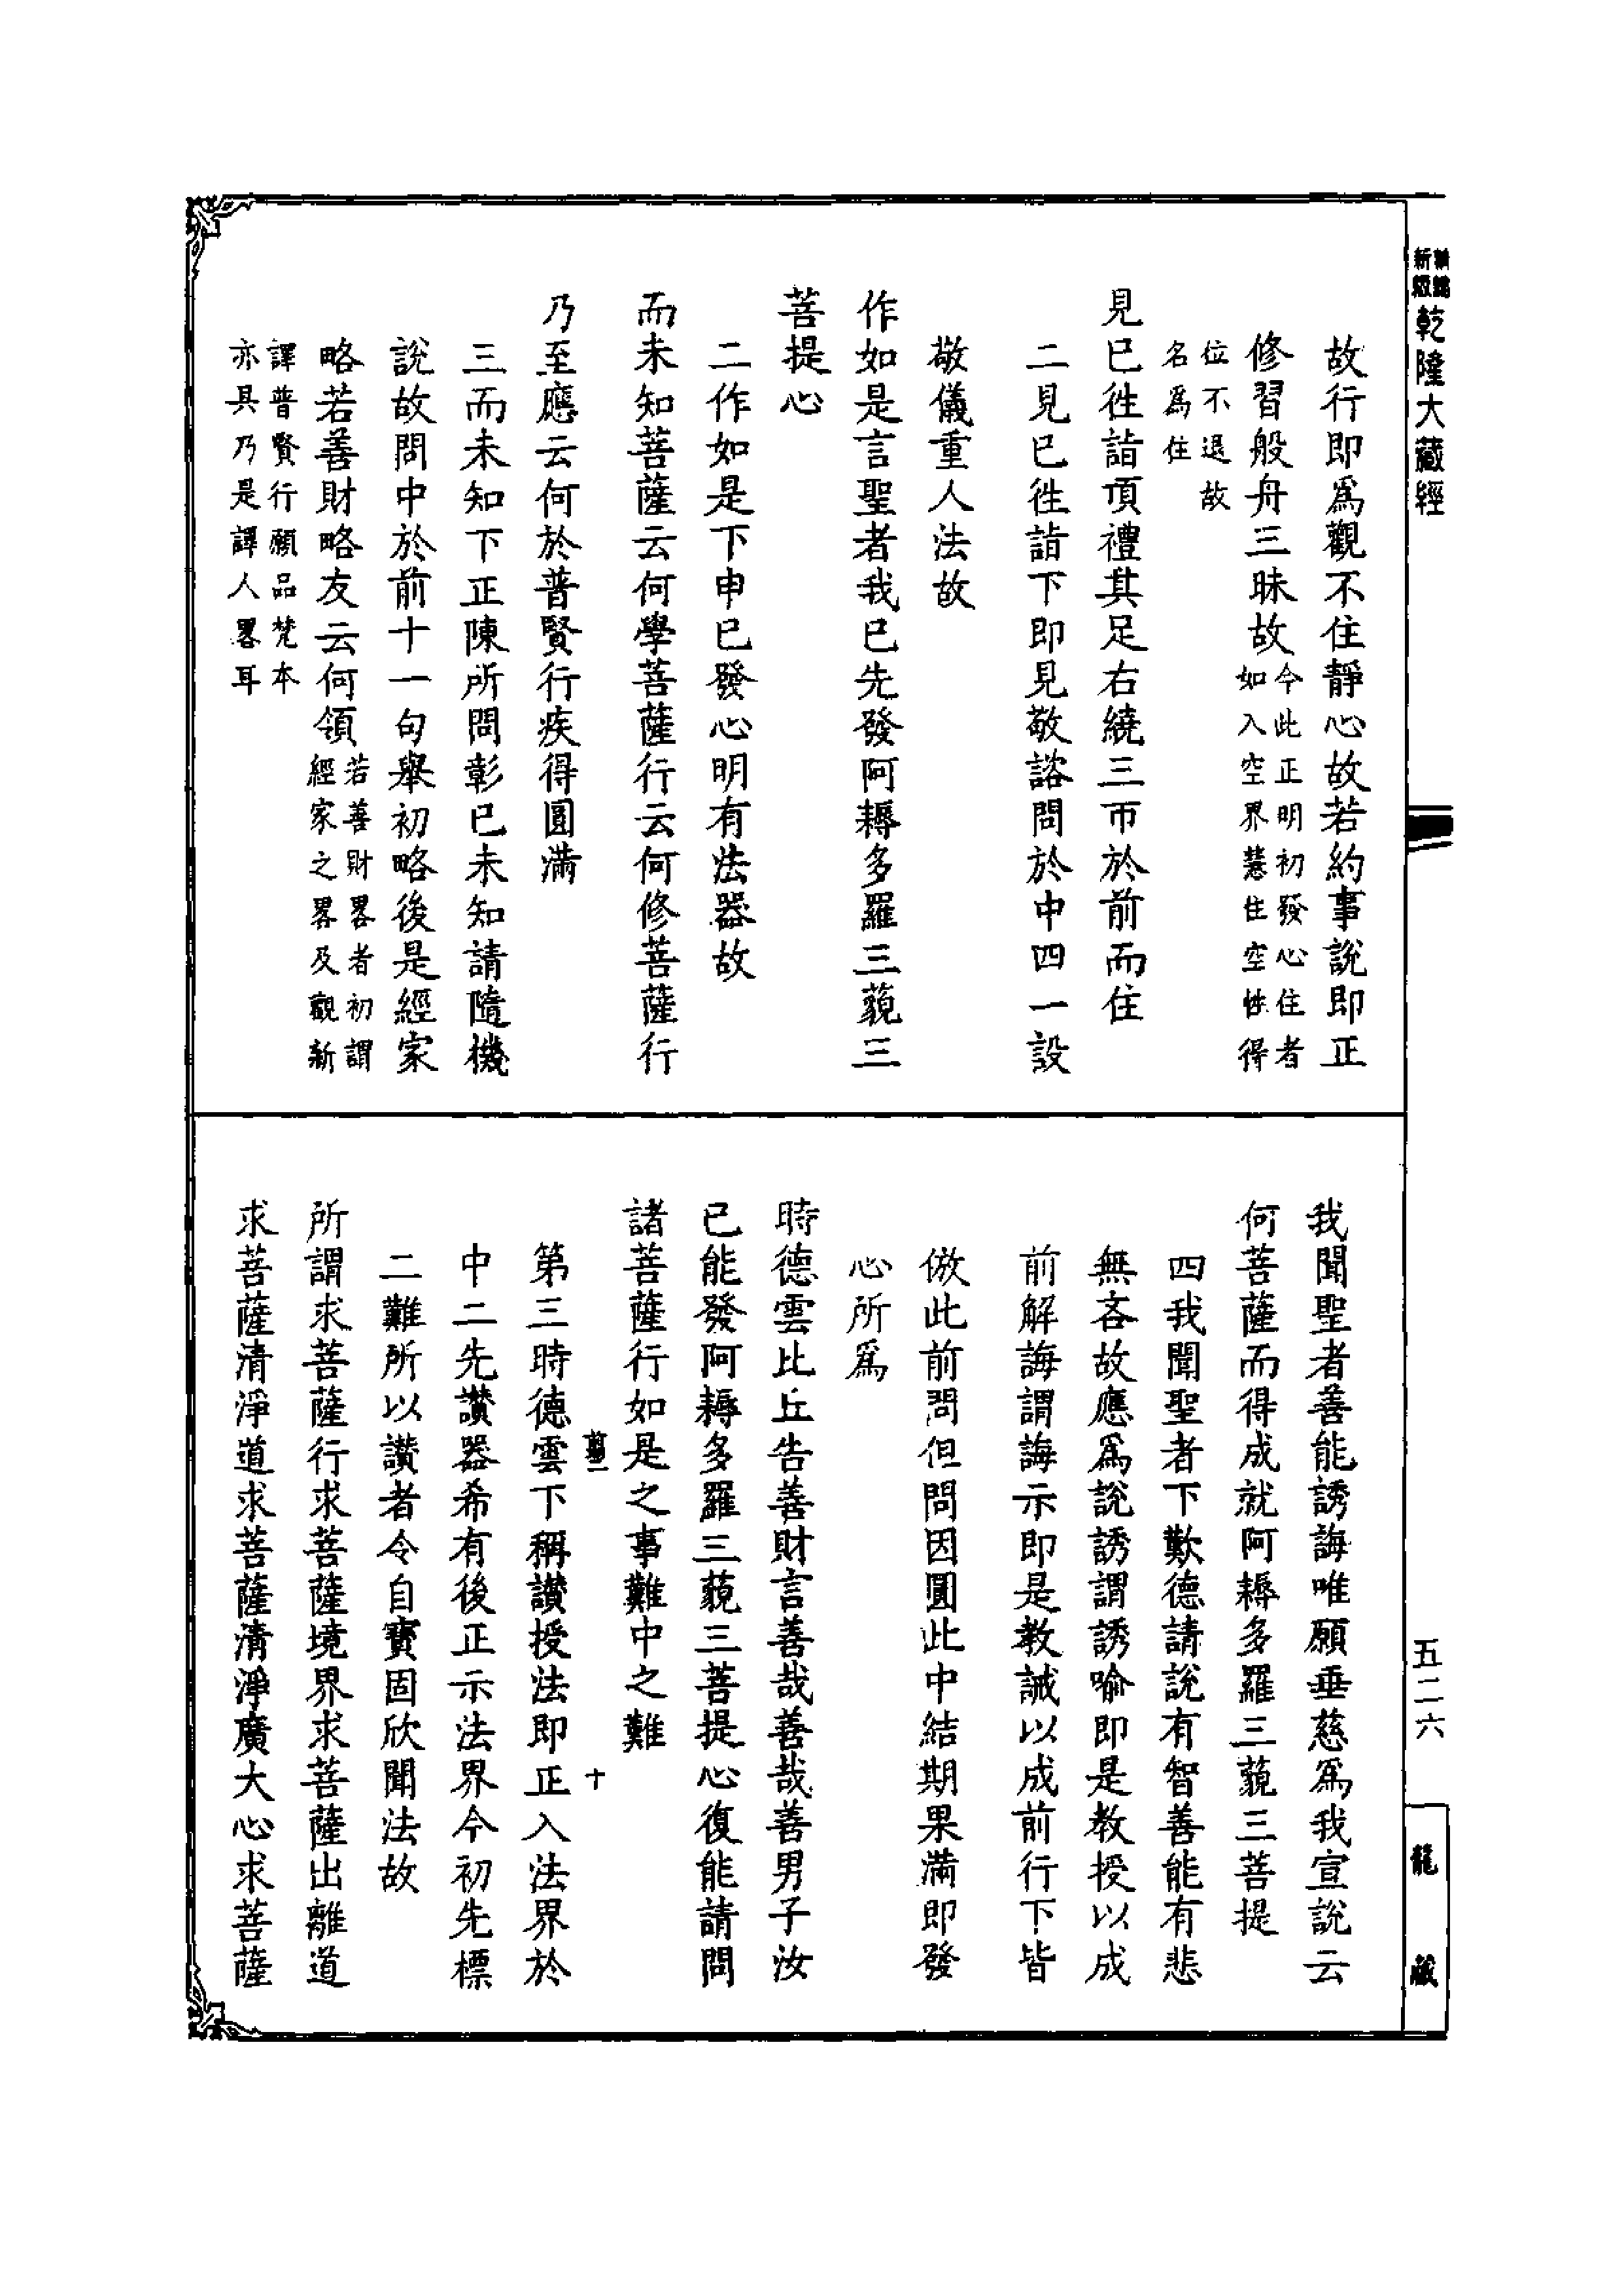 新編
縮級
乾隆大藏經
故行即為觀不住靜心故若約事說即正
修習般舟三昧故今此正明初發心住者
如入空界慧住空性得
位不退故
名為住
見已往詣頂禮其足右繞三帀於前而住
二見已往詣下即見敬諮問於中四一設
敬儀重人法故
作如是言聖者我已先發阿耨多羅三藐三
菩提心
二作如是下申已發心明有法器故
而未知菩薩云何學菩薩行云何修菩薩行
乃至應云何於普賢行疾得圓滿
三而未知下正陳所問彰已未知請隨機
說故問中於前十一句舉初略後是經家
略若善財略友云何領若善財畧者初謂
經家之畧及觀新
譯普賢行願品梵本
亦具乃是譯人畧耳
我聞聖者善能誘誨唯願垂慈為我宣說云
何菩薩而得成就阿耨多羅三藐三菩提
四我聞聖者下歎德請說有智善能有悲
無吝故應為說誘謂誘喻即是教授以成
前解誨謂誨示即是教誡以成前行下皆
倣此前問但問因圓此中結期果滿即發
心所為
時德雲比丘告善財言善哉善哉善男子汝
已能發阿耨多羅三藐三菩提心復能請問
諸菩薩行如是之事難中之難
十
第三時德雲下稱讚授法即正入法界於
中二先讚器希有後正示法界今初先標
二難所以讚者令自寶固欣聞法故
所謂求菩薩行求菩薩境界求菩薩出離道
求菩薩清淨道求菩薩清淨廣大心求菩薩
五二六
龍藏